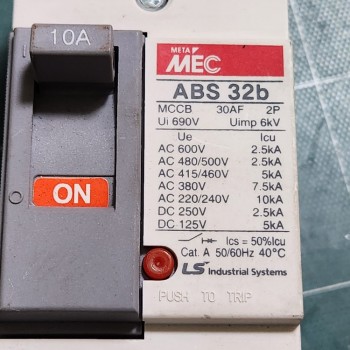 10A
ON
META
MEC
ABS 32b
MCCB 30AF 2P
Ui 690V Uimp 6kV
Ue Icu
AC 600V 2.5kA
AC 480/500V 2.5kA
AC 415/460V 5kA
AC 380V 7.5kA
AC 220/240V 10kA
DC 250V 2.5kA
DC 125V 5kA
Ics = 50%Icu
Cat. A 50/60Hz 40°C
LS Industrial Systems
PUSH TO TRIP